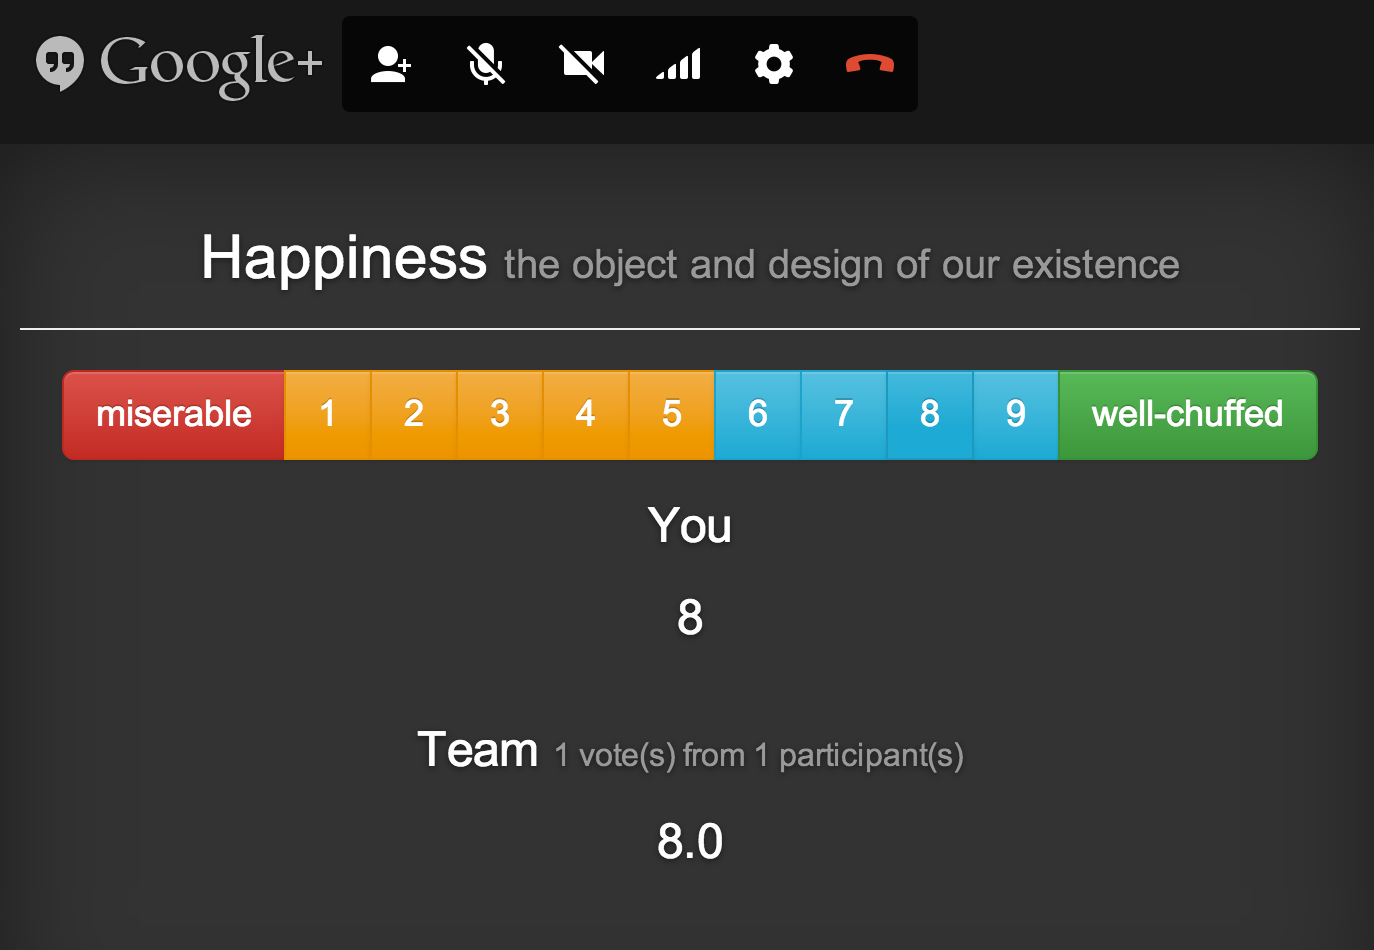 Google+
Happiness the object and design of our existence
miserable 1 2 3 4 5 6 7 8 9 well-chuffed
You
8
Team 1 vote(s) from 1 participant(s)
8.0